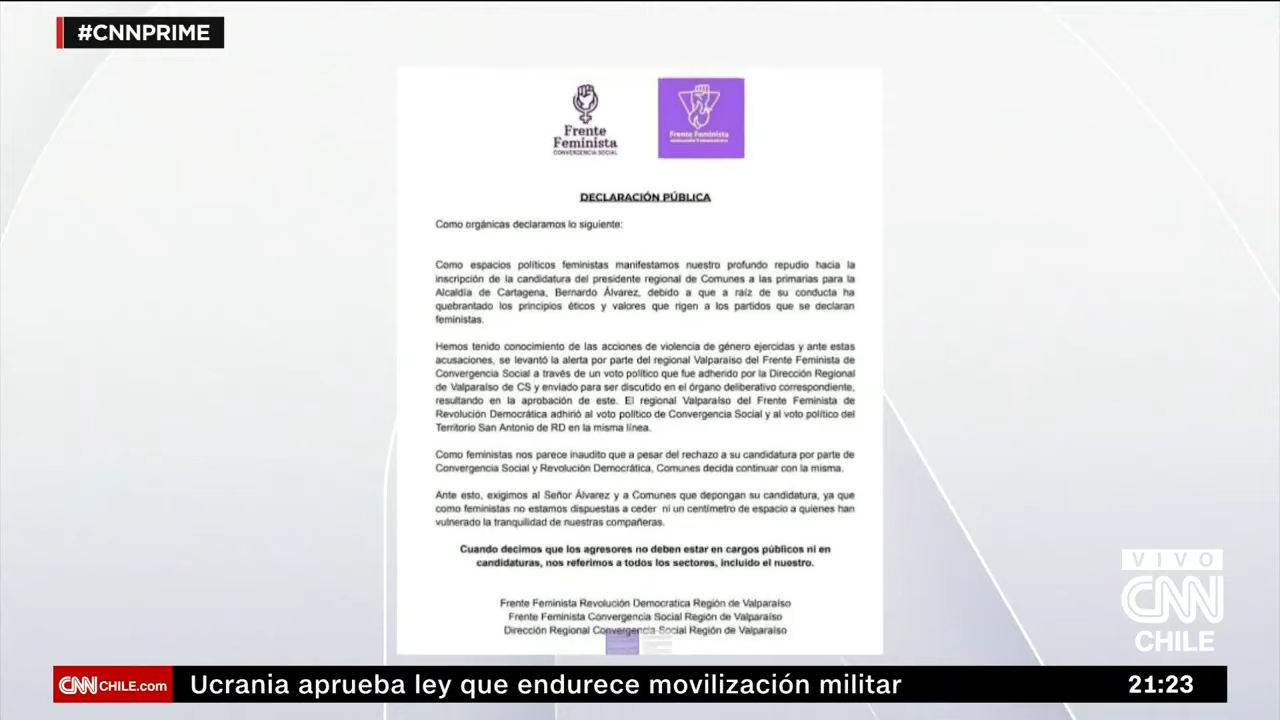 #CNNPRIME
Frente
Feminista
CONVERGENCIA SOCIAL
Frente Feminista
DECLARACIÓN PÚBLICA
Como orgánicas declaramos lo siguiente:
Como espacios políticos feministas manifestamos nuestro profundo repudio hacia la
inscripción de la candidatura del presidente regional de Comunes a las primarias para la
Alcaldía de Cartagena, Bernardo Álvarez, debido a que a raíz de su conducta ha
quebrantado los principios éticos y valores que rigen a los partidos que se declaran
feministas.
Hemos tenido conocimiento de las acciones de violencia de género ejercidas y ante estas
acusaciones, se levantó la alerta por parte del regional Valparaíso del Frente Feminista de
Convergencia Social a través de un voto político que fue adherido por la Dirección Regional
de Valparaíso de CS y enviado para ser discutido en el órgano deliberativo correspondiente,
resultando en la aprobación de este. El regional Valparaíso del Frente Feminista de
Revolución Democrática adhirió al voto político de Convergencia Social y al voto político del
Territorio San Antonio de RD en la misma línea.
Como feministas nos parece inaudito que a pesar del rechazo a su candidatura por parte de
Convergencia Social y Revolución Democrática, Comunes decida continuar con la misma.
Ante esto, exigimos al Señor Álvarez y a Comunes que depongan su candidatura, ya que
como feministas no estamos dispuestas a ceder ni un centímetro de espacio a quienes han
vulnerado la tranquilidad de nuestras compañeras.
Cuando decimos que los agresores no deben estar en cargos públicos ni en
candidaturas, nos referimos a todos los sectores, incluido el nuestro.
Frente Feminista Revolución Democratica Región de Valparaíso
Frente Feminista Convergencia Social Región de Valparaíso
Dirección Regional Convergencia Social Región de Valparaíso
VIVO
CNN
CHILE
CNNCHILE.com
Ucrania aprueba ley que endurece movilización militar
21:23